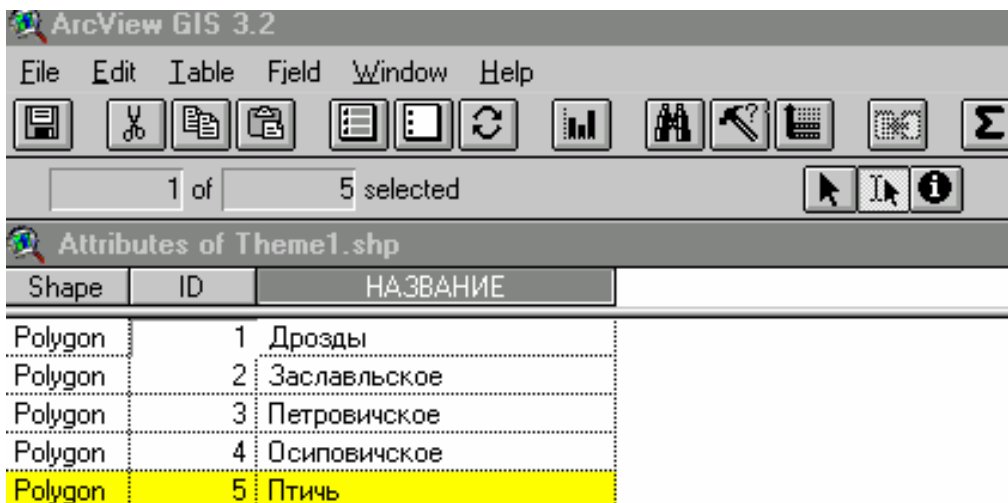 ArcView GIS 3.2
File Edit Table Field Window Help
1 of 5 selected
Attributes of Theme1.shp
Shape ID НАЗВАНИЕ
Polygon 1 Дрозды
Polygon 2 Заславльское
Polygon 3 Петровичское
Polygon 4 Осиповичское
Polygon 5 Птичь